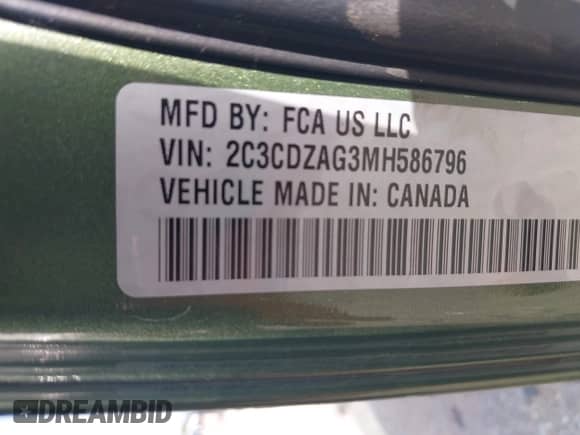 MFD BY: FCA US LLC
VIN: 2C3CDZAG3MH586796
VEHICLE MADE IN: CANADA
DREAMBID